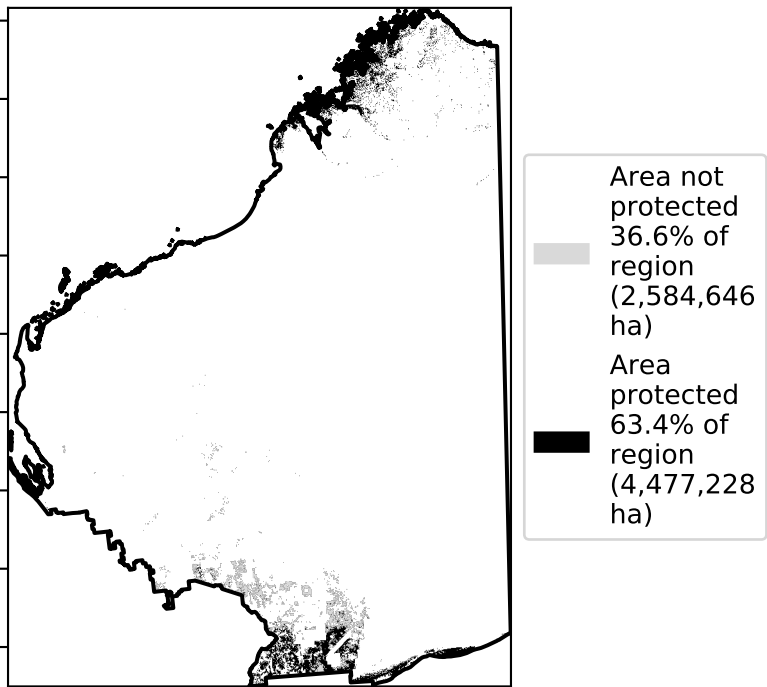 Area not
protected
36.6% of
region
(2,584,646
ha)
Area
protected
63.4% of
region
(4,477,228
ha)